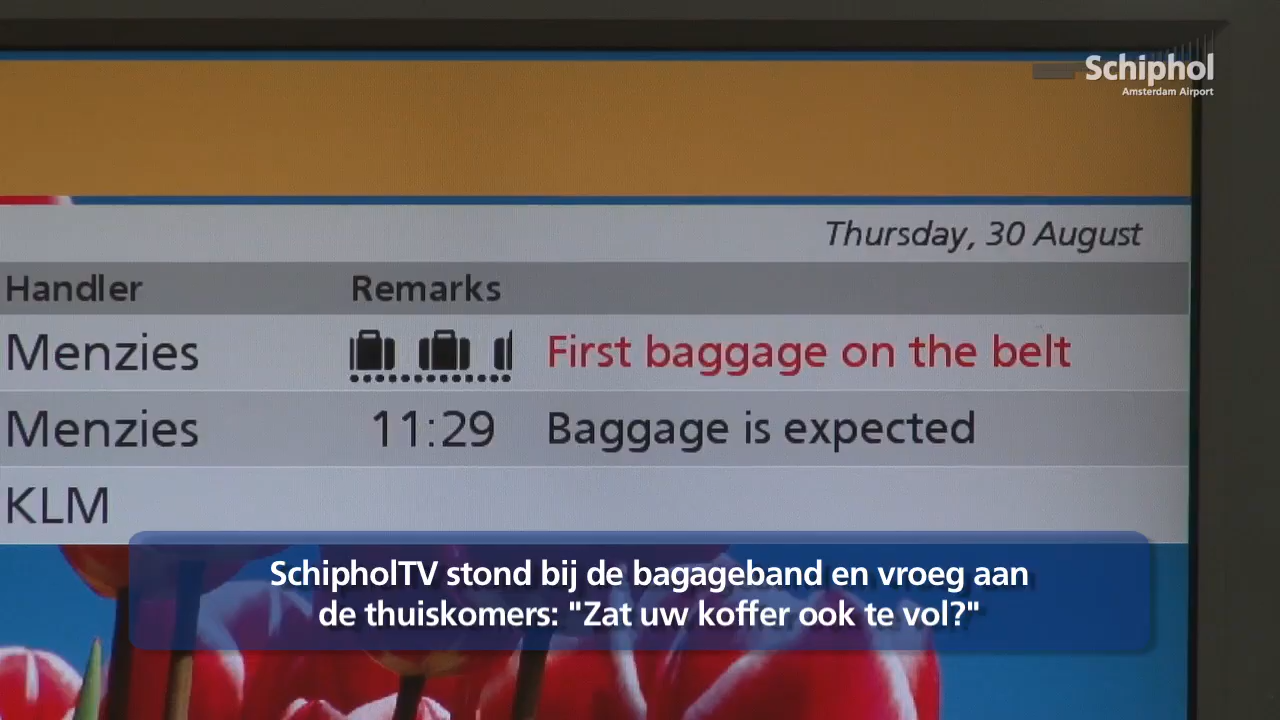 Schiphol
Amsterdam Airport
Thursday, 30 August
Handler Remarks
Menzies First baggage on the belt
Menzies 11:29 Baggage is expected
KLM
SchipholTV stond bij de bagageband en vroeg aan
de thuiskomers: "Zat uw koffer ook te vol?"